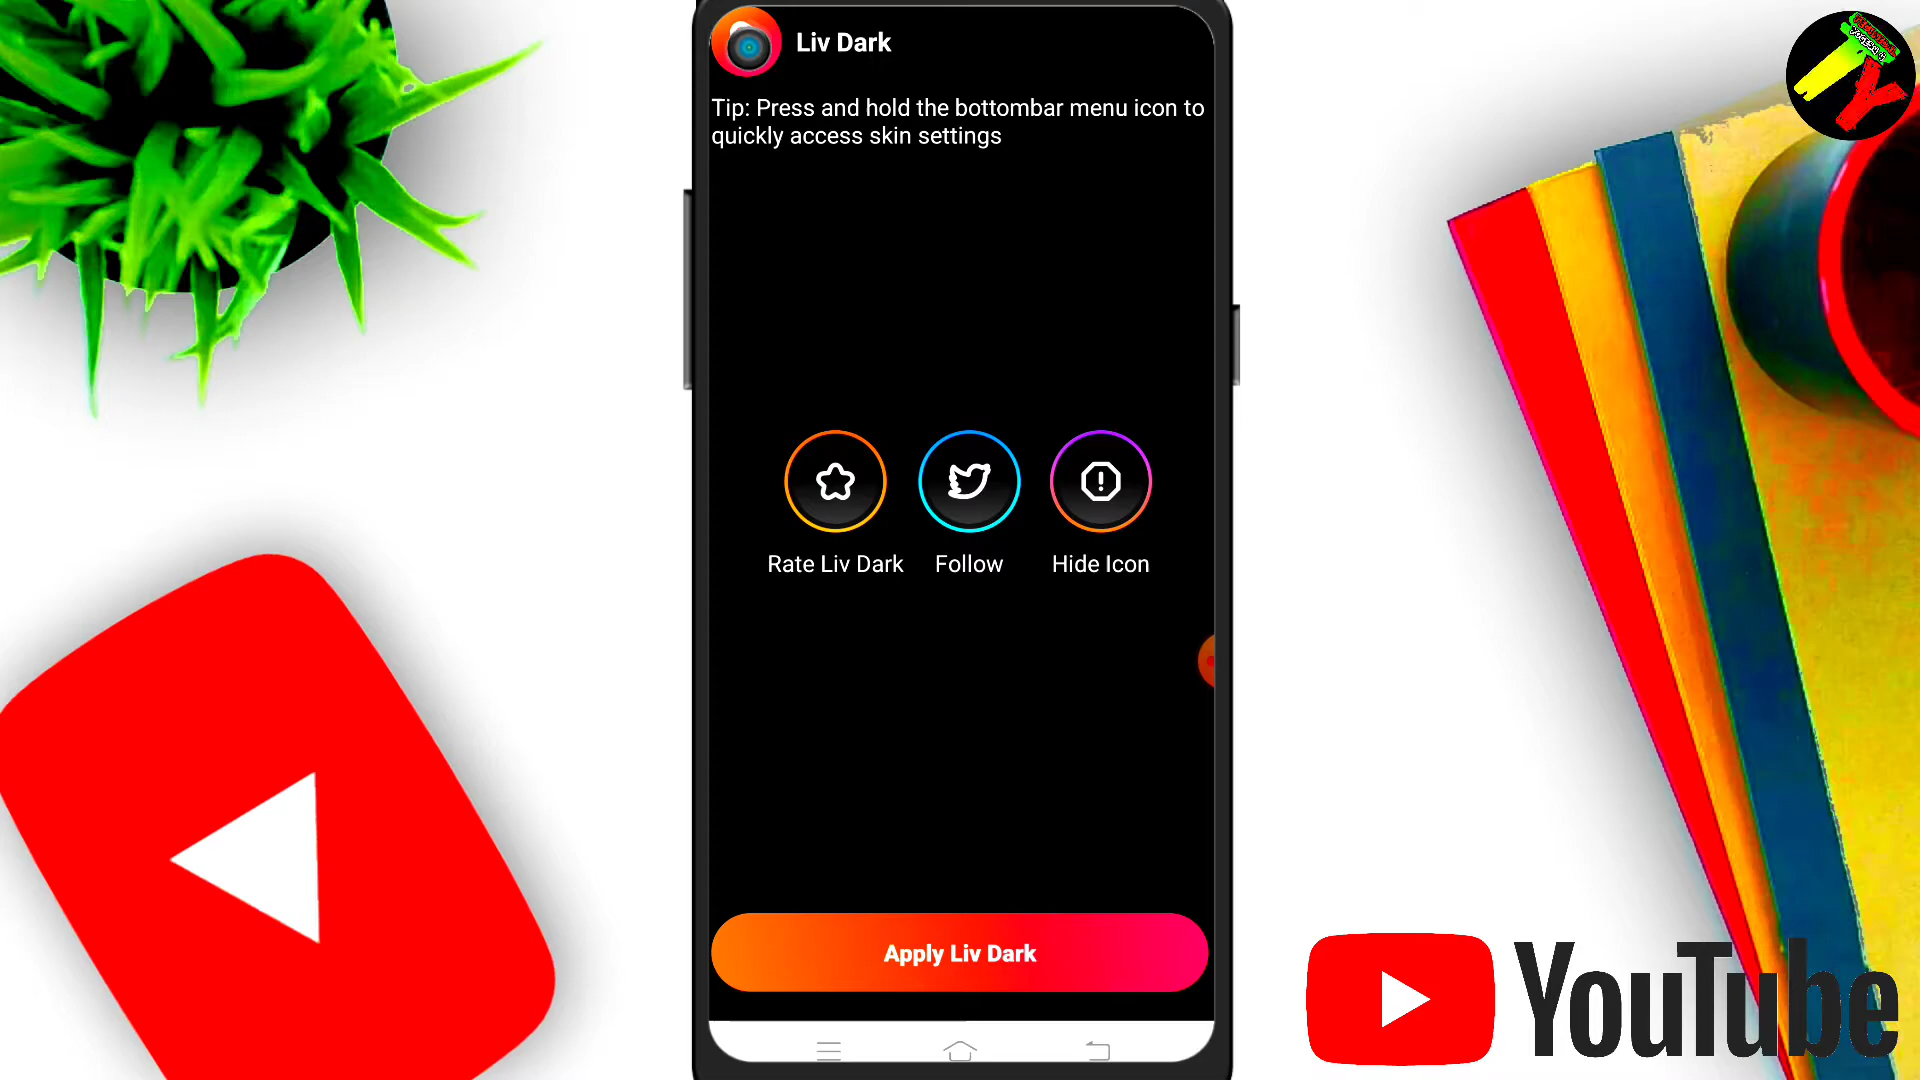 Liv Dark
Tip: Press and hold the bottombar menu icon to
quickly access skin settings
Rate Liv Dark
Follow
Hide Icon
Apply Liv Dark
YouTube